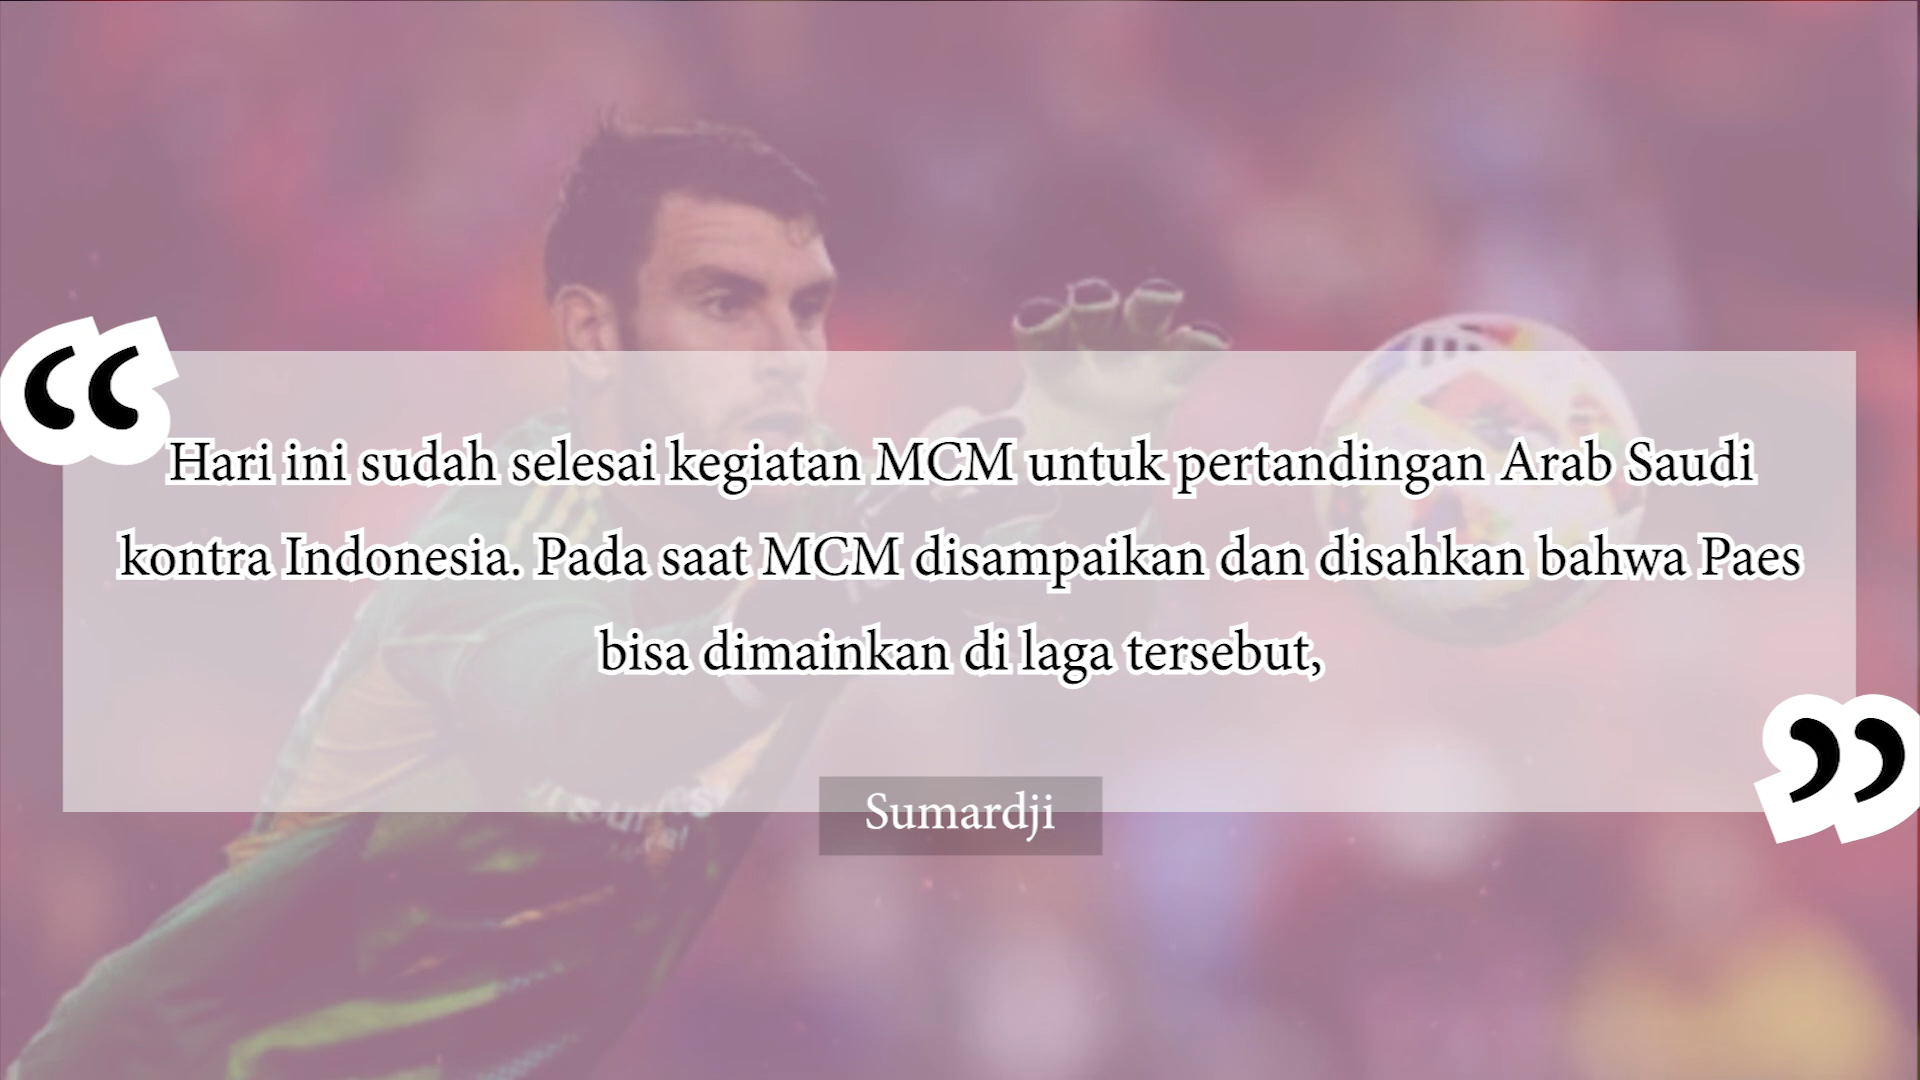 Hari ini sudah selesai kegiatan MCM untuk pertandingan Arab Saudi
kontra Indonesia. Pada saat MCM disampaikan dan disahkan bahwa Paes
bisa dimainkan di laga tersebut,
Sumardji